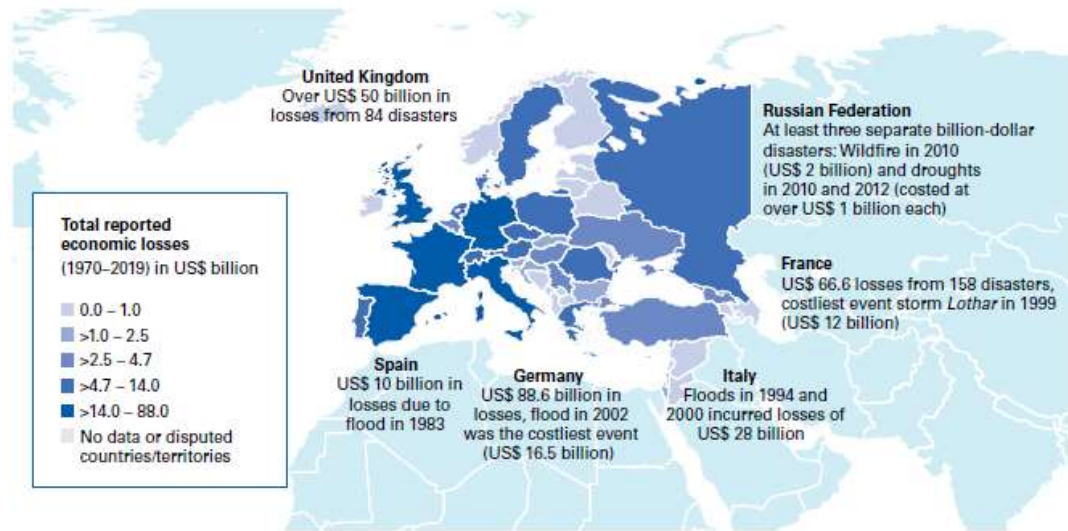 United Kingdom
Over US$ 50 billion in
losses from 84 disasters
Russian Federation
At least three separate billion-dollar
disasters: Wildfire in 2010
(US$ 2 billion) and droughts
in 2010 and 2012 (costed at
over US$ 1 billion each)
Total reported
economic losses
(1970–2019) in US$ billion
0.0 – 1.0
>1.0 – 2.5
>2.5 – 4.7
>4.7 – 14.0
>14.0 – 88.0
No data or disputed
countries/territories
France
US$ 66.6 losses from 158 disasters,
costliest event storm Lothar in 1999
(US$ 12 billion)
Spain
US$ 10 billion in
losses due to
flood in 1983
Germany
US$ 88.6 billion in
losses, flood in 2002
was the costliest event
(US$ 16.5 billion)
Italy
Floods in 1994 and
2000 incurred losses of
US$ 28 billion